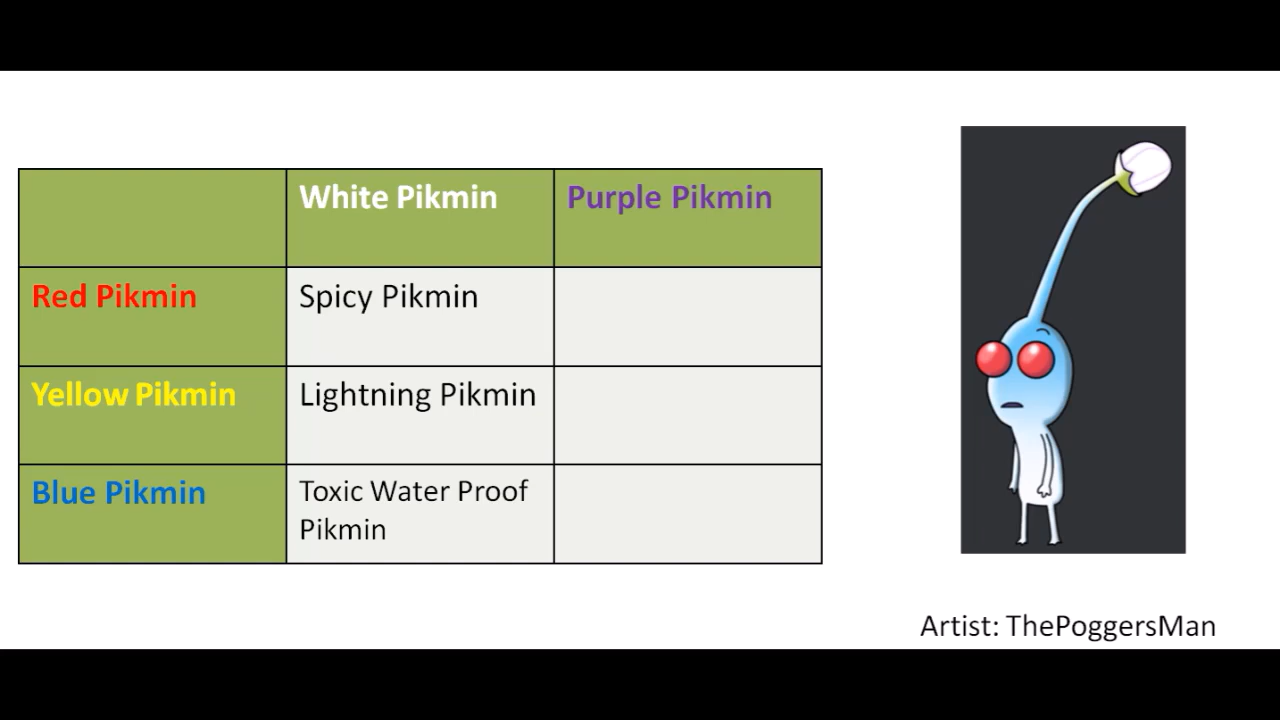 White Pikmin
Purple Pikmin
Red Pikmin
Spicy Pikmin
Yellow Pikmin
Lightning Pikmin
Blue Pikmin
Toxic Water Proof
Pikmin
Artist: ThePoggersMan